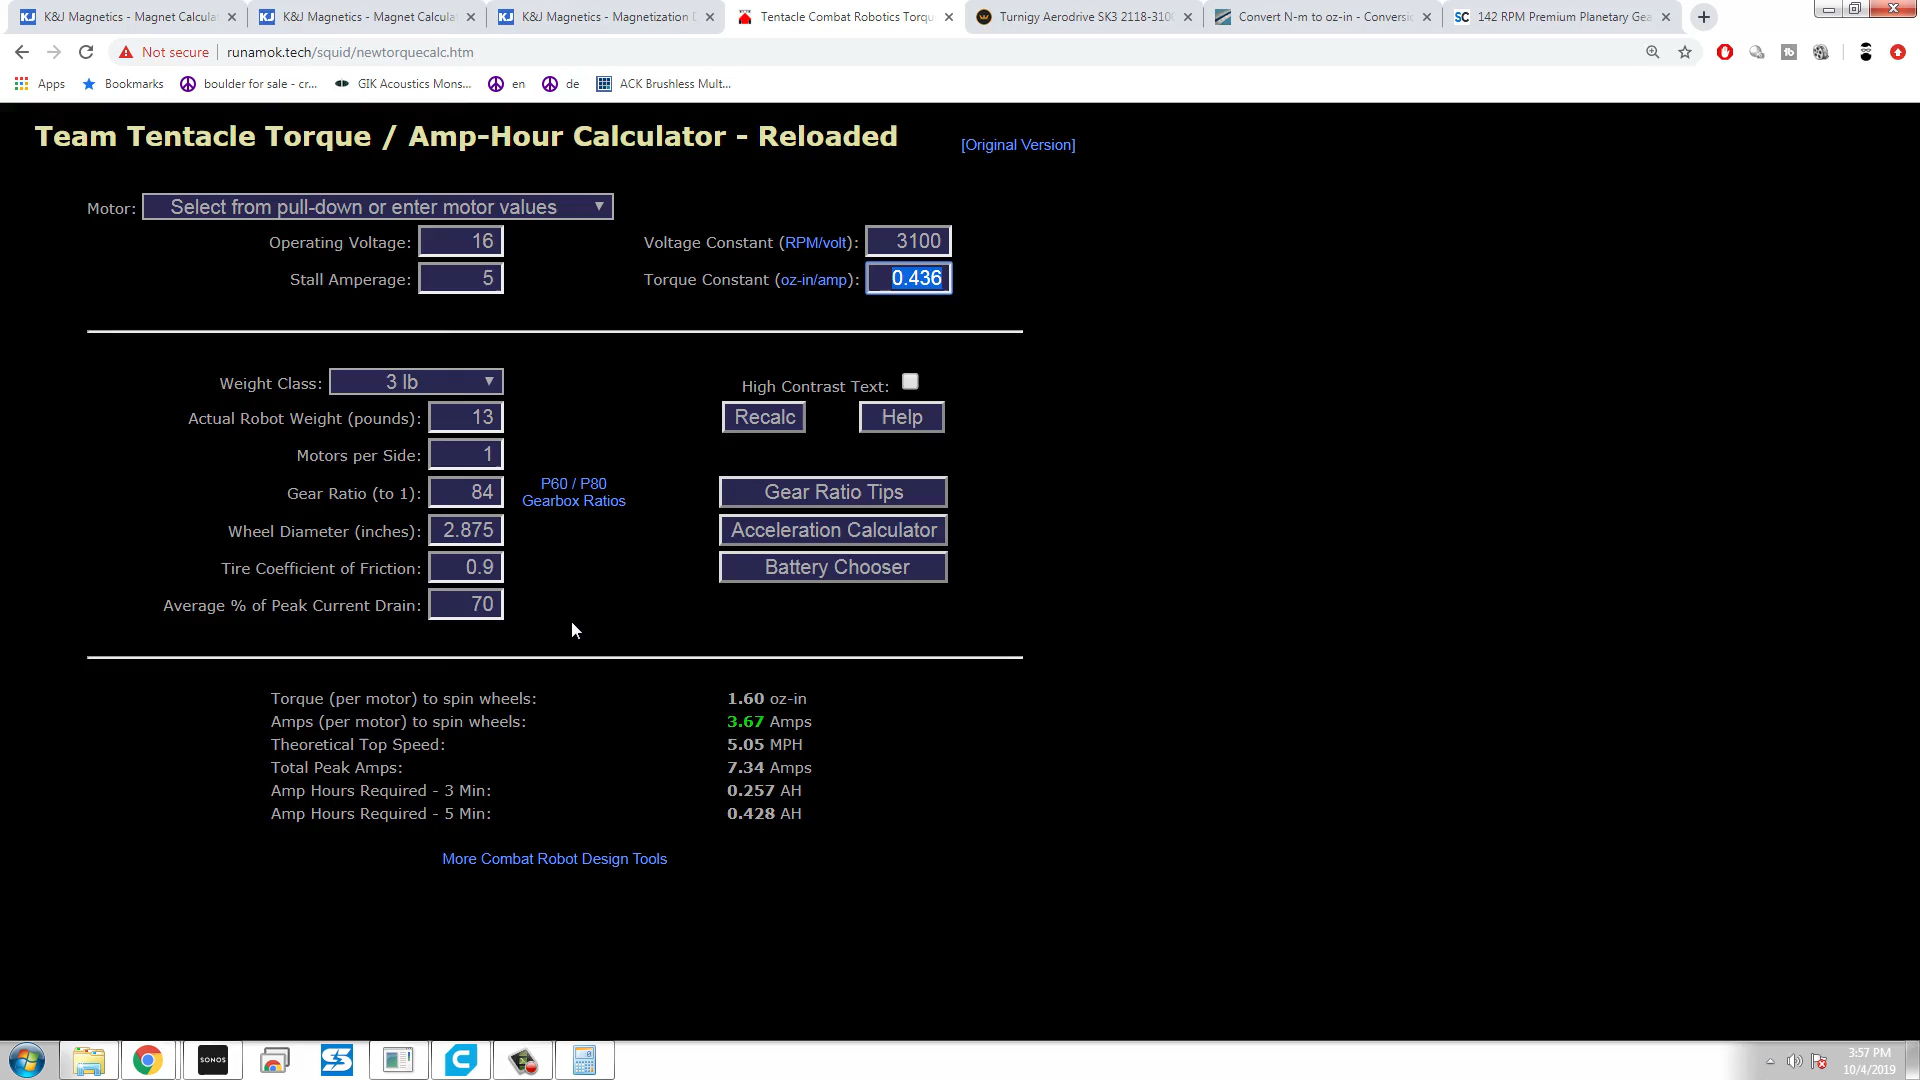 K&J Magnetics - Magnet Calcula
K&J Magnetics - Magnet Calcula
K&J Magnetics - Magnetization D
Tentacle Combat Robotics Torqu
Turnigy Aerodrive SK3 2118-3100
Convert N-m to oz-in - Conversio
142 RPM Premium Planetary Gea
Not secure
runamok.tech/squid/newtorquecalc.htm
Apps
Bookmarks
boulder for sale - cr...
GIK Acoustics Mons...
en
de
ACK Brushless Mult...
Team Tentacle Torque / Amp-Hour Calculator - Reloaded
[Original Version]
Motor: Select from pull-down or enter motor values
Operating Voltage: 16 Voltage Constant (RPM/volt): 3100
Stall Amperage: 5 Torque Constant (oz-in/amp): 0.436
Weight Class: 3 lb High Contrast Text:
Actual Robot Weight (pounds): 13 Recalc Help
Motors per Side: 1
Gear Ratio (to 1): 84
P60 / P80
Gearbox Ratios
Gear Ratio Tips
Wheel Diameter (inches): 2.875 Acceleration Calculator
Tire Coefficient of Friction: 0.9 Battery Chooser
Average % of Peak Current Drain: 70
Torque (per motor) to spin wheels: 1.60 oz-in
Amps (per motor) to spin wheels: 3.67 Amps
Theoretical Top Speed: 5.05 MPH
Total Peak Amps: 7.34 Amps
Amp Hours Required - 3 Min: 0.257 AH
Amp Hours Required - 5 Min: 0.428 AH
More Combat Robot Design Tools
SONOS
3:57 PM
10/4/2019